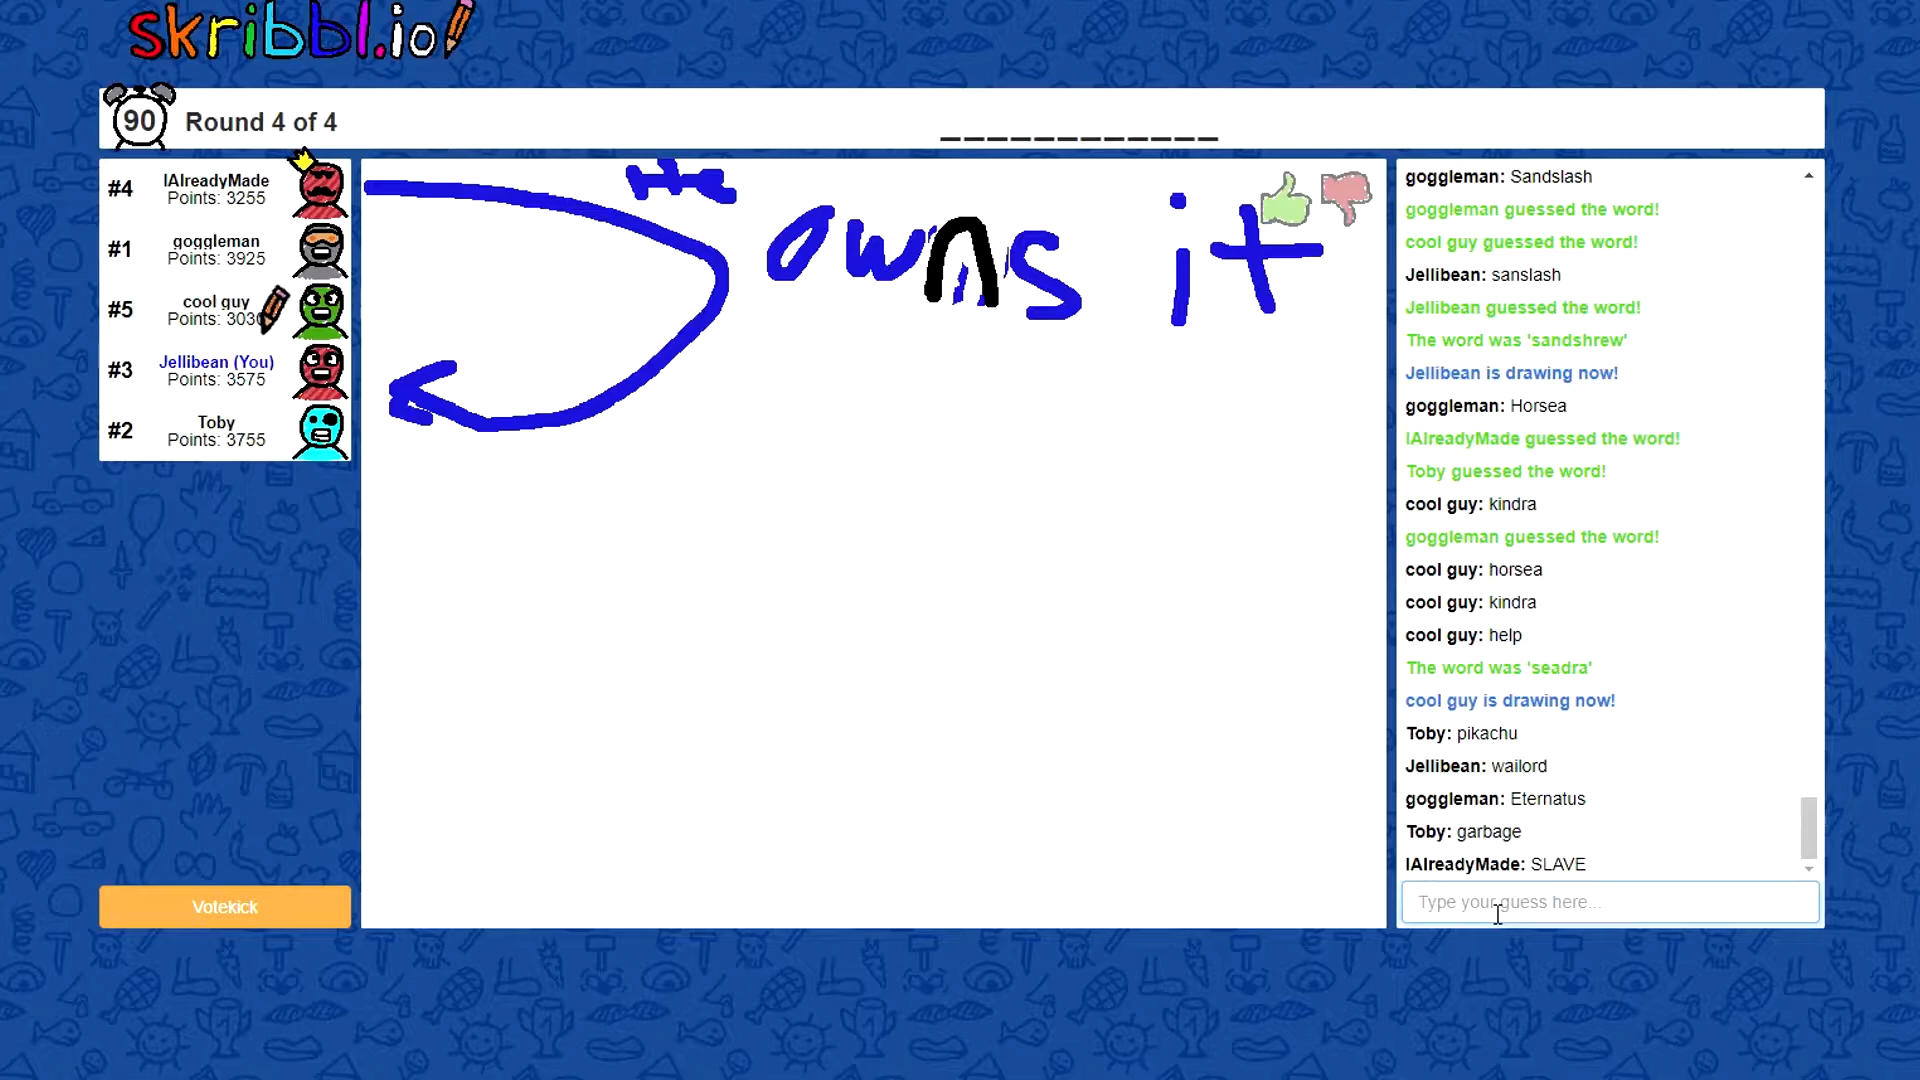 skribbl.io
90
Round 4 of 4
____________
#4
IAlreadyMade
Points: 3255
#1
goggleman
Points: 3925
#5
cool guy
Points: 3030
#3
Jellibean (You)
Points: 3575
#2
Toby
Points: 3755
Votekick
He
owns it
goggleman: Sandslash
goggleman guessed the word!
cool guy guessed the word!
Jellibean: sanslash
Jellibean guessed the word!
The word was 'sandshrew'
Jellibean is drawing now!
goggleman: Horsea
IAlreadyMade guessed the word!
Toby guessed the word!
cool guy: kindra
goggleman guessed the word!
cool guy: horsea
cool guy: kindra
cool guy: help
The word was 'seadra'
cool guy is drawing now!
Toby: pikachu
Jellibean: wailord
goggleman: Eternatus
Toby: garbage
IAlreadyMade: SLAVE
Type your guess here...